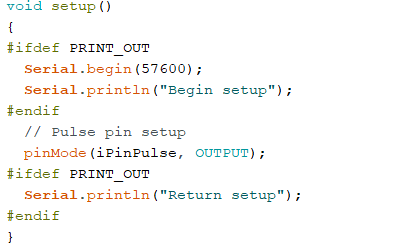 void setup()
{
#ifdef PRINT_OUT
  Serial.begin(57600);
  Serial.println("Begin setup");
#endif
  // Pulse pin setup
  pinMode(iPinPulse, OUTPUT);
#ifdef PRINT_OUT
  Serial.println("Return setup");
#endif
}